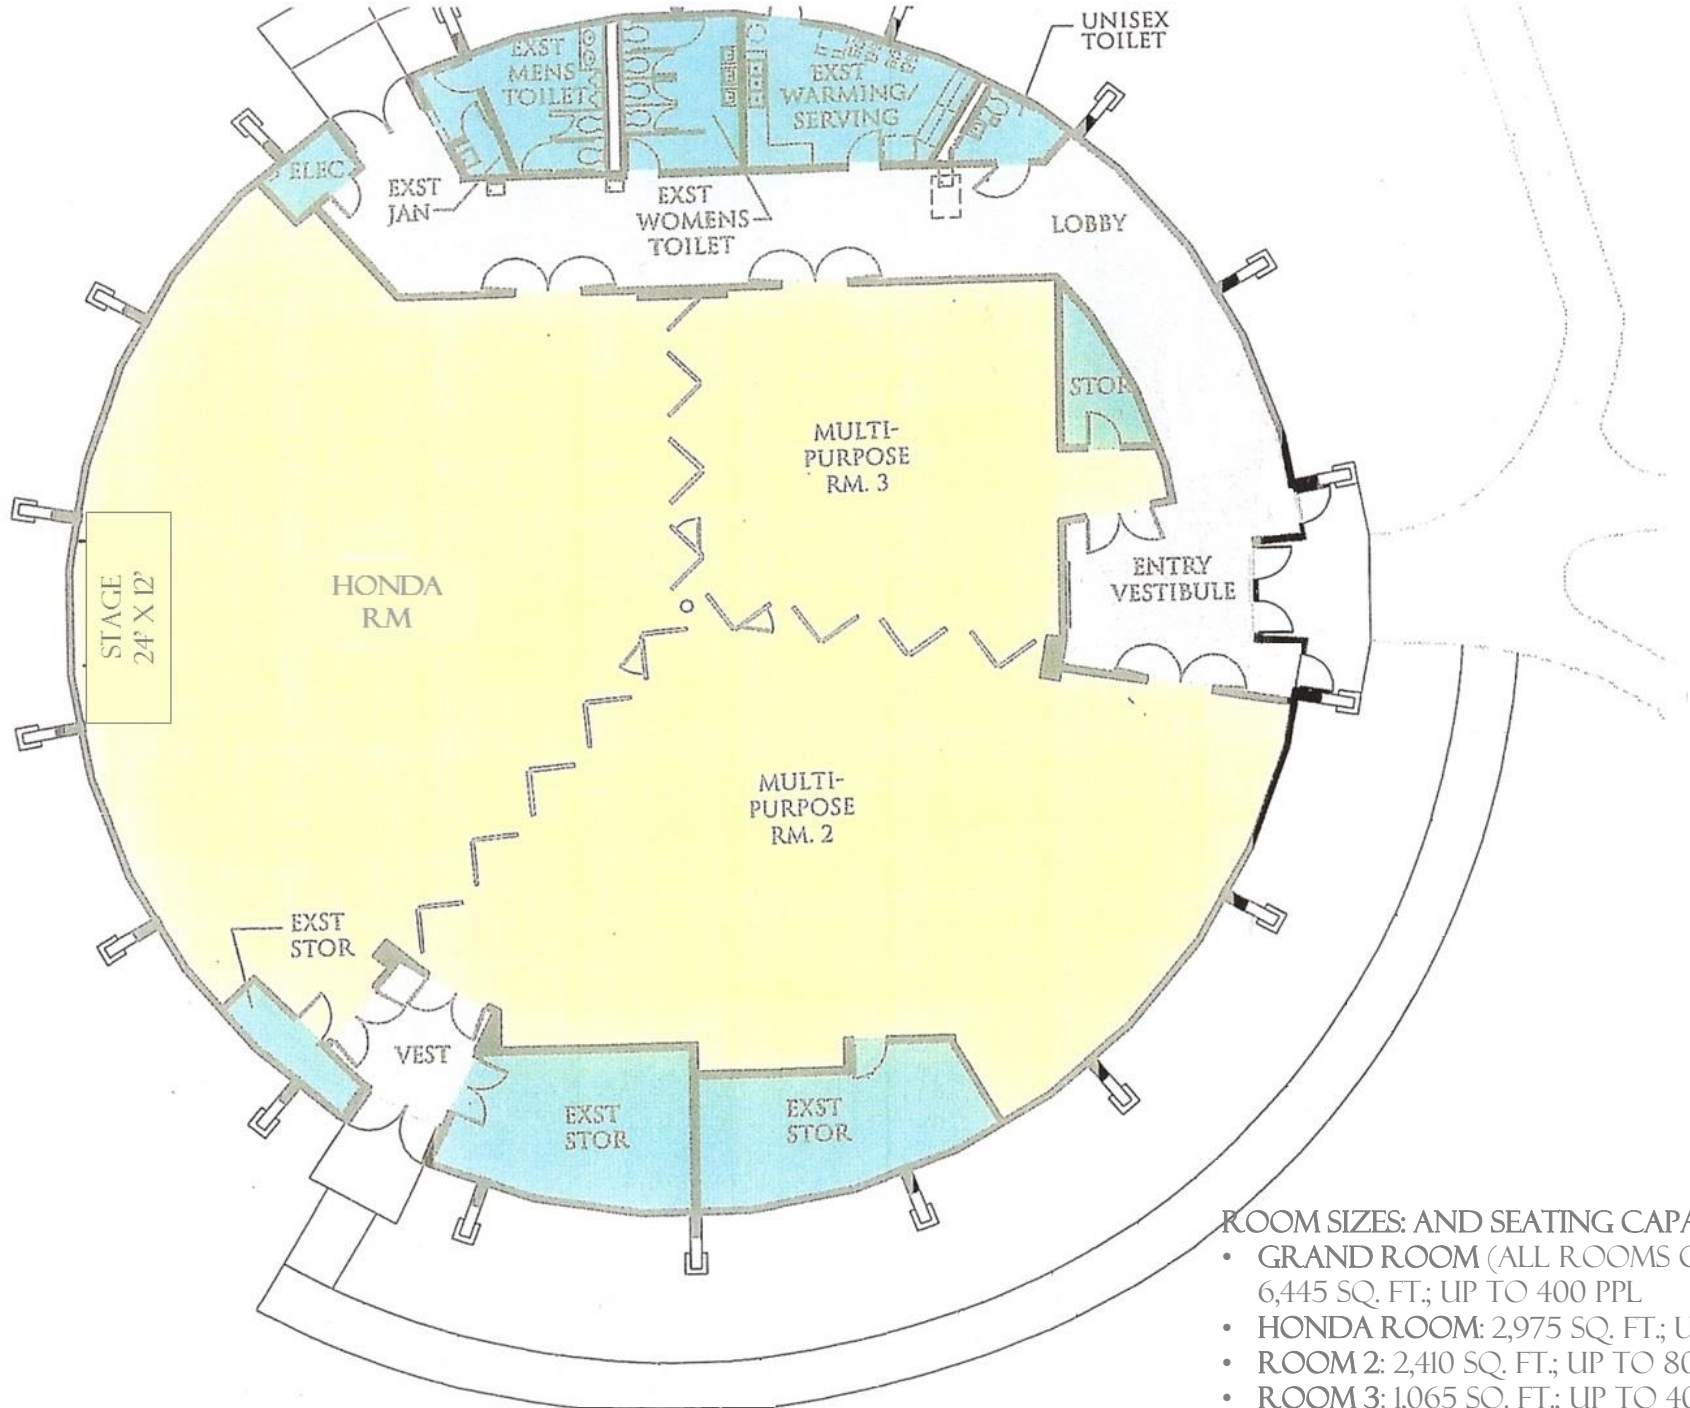 UNISEX
TOILET
EXST
MENS
TOILET
EXST
WARMING/
SERVING
ELEC
EXST
JAN
EXST
WOMENS
TOILET
LOBBY
STOR
MULTI-
PURPOSE
RM. 3
ENTRY
VESTIBULE
STAGE
24' X 12'
HONDA
RM
MULTI-
PURPOSE
RM. 2
EXST
STOR
VEST
EXST
STOR
EXST
STOR
ROOM SIZES: AND SEATING
• GRAND ROOM (ALL ROOMS
6,445 SQ. FT.; UP TO 400 PPL
• HONDA ROOM: 2,975 SQ. FT.;
• ROOM 2: 2,410 SQ. FT.; UP TO 80
• ROOM 3: 1,065 SQ. FT.; UP TO 40